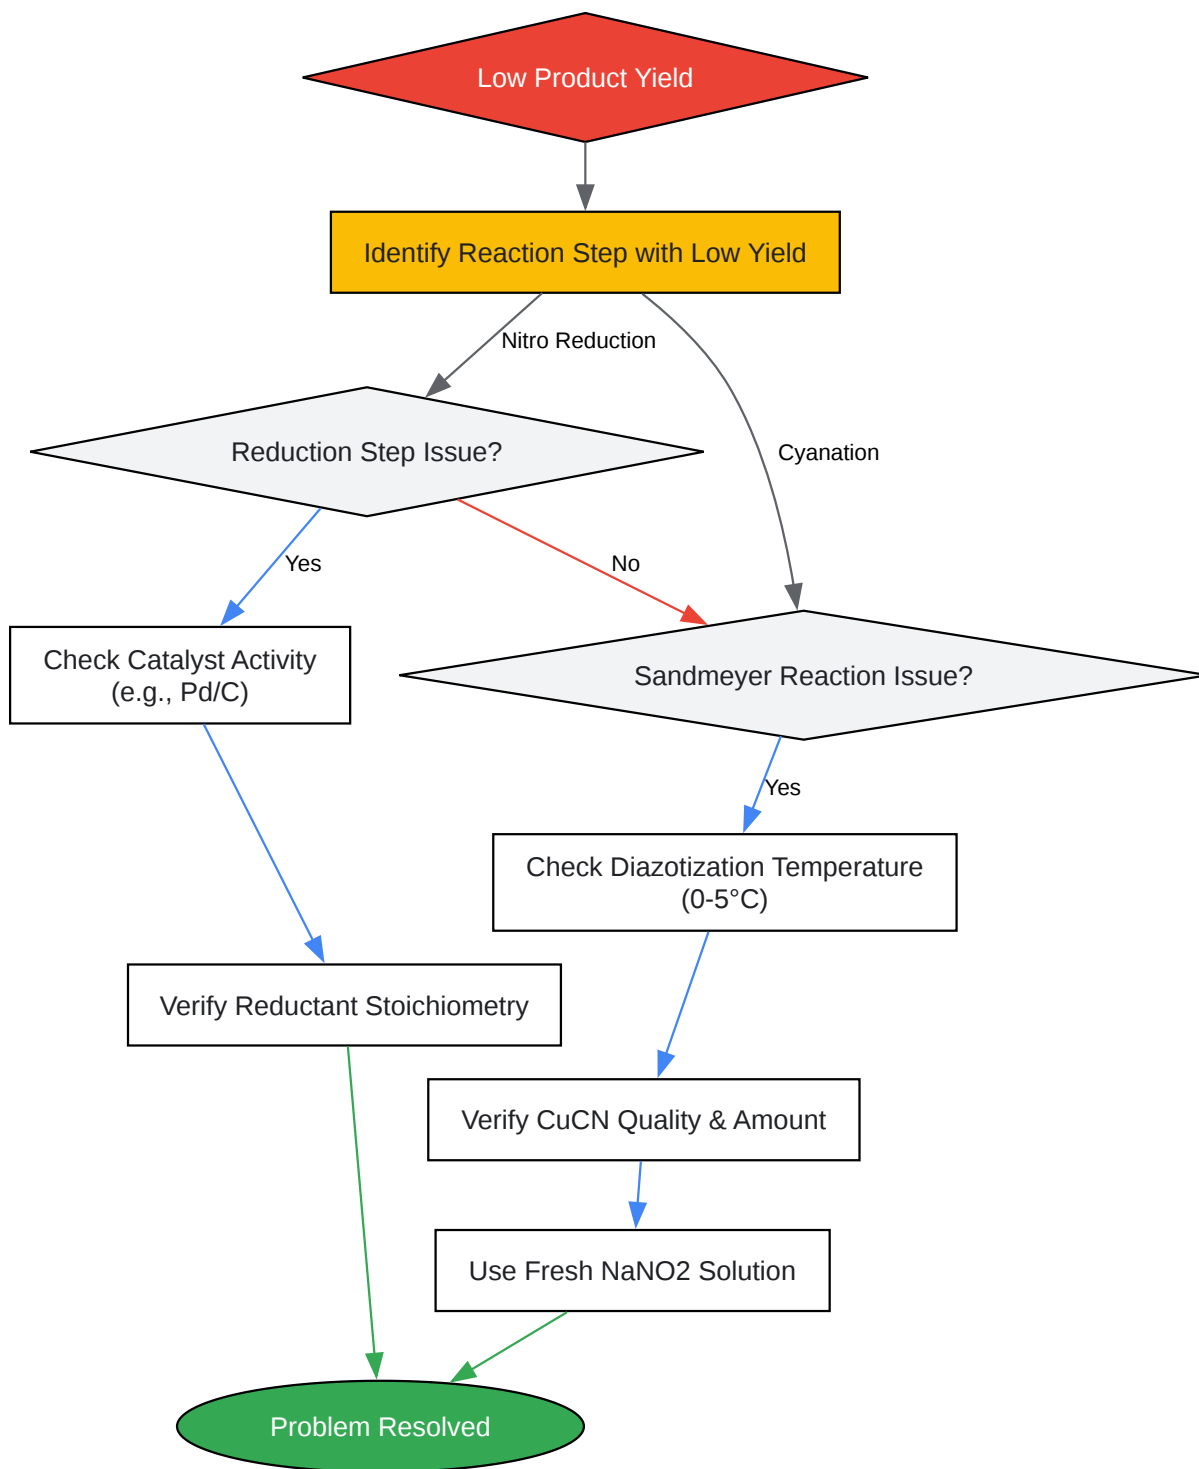 Low Product Yield
Identify Reaction Step with Low Yield
Nitro Reduction
Reduction Step Issue?
Cyanation
Yes
No
Check Catalyst Activity
(e.g., Pd/C)
Sandmeyer Reaction Issue?
Yes
Check Diazotization Temperature
(0-5°C)
Verify Reductant Stoichiometry
Verify CuCN Quality & Amount
Use Fresh NaNO2 Solution
Problem Resolved